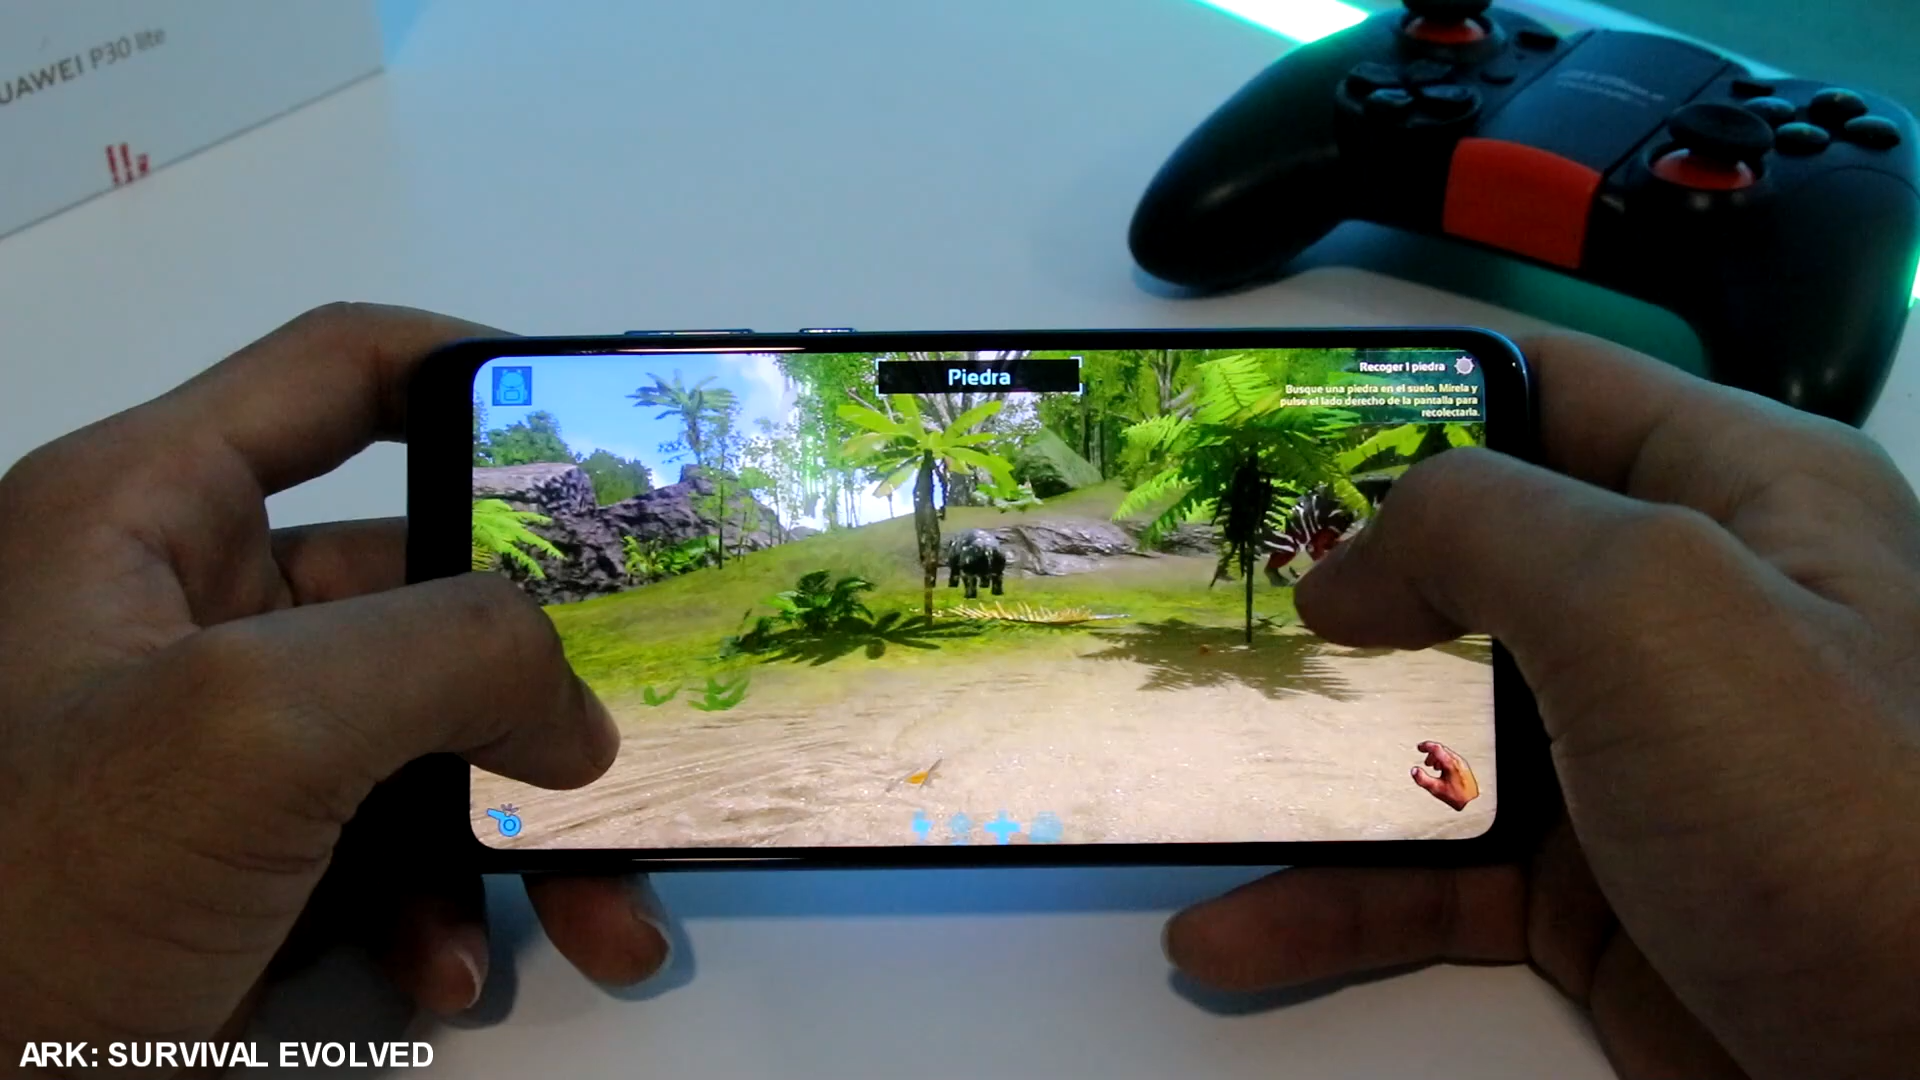 UAWEI P30 lite
Piedra
Recoger 1 piedra
Busque una piedra en el suelo. Mírela y
pulse el lado derecho de la pantalla para
recolectarla.
ARK: SURVIVAL EVOLVED